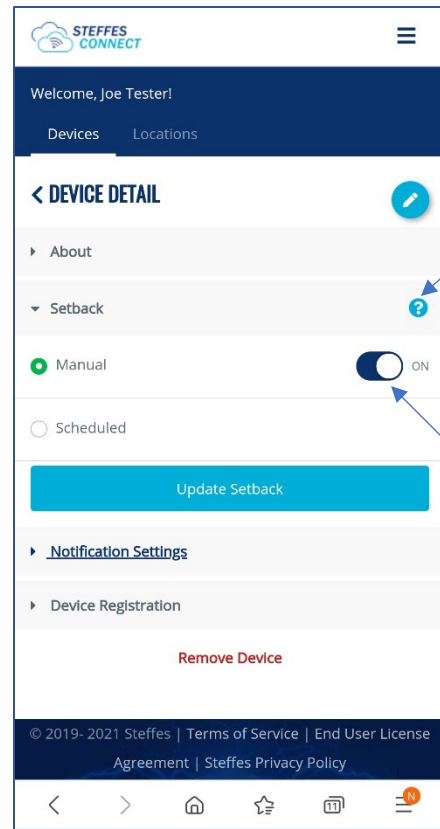 STEFFES
CONNECT
Welcome, Joe Tester!
Devices Locations
< DEVICE DETAIL
About
Setback
?
Manual ON
Scheduled
Update Setback
Notification Settings
Device Registration
Remove Device
© 2019- 2021 Steffes | Terms of Service | End User License
Agreement | Steffes Privacy Policy
11 N